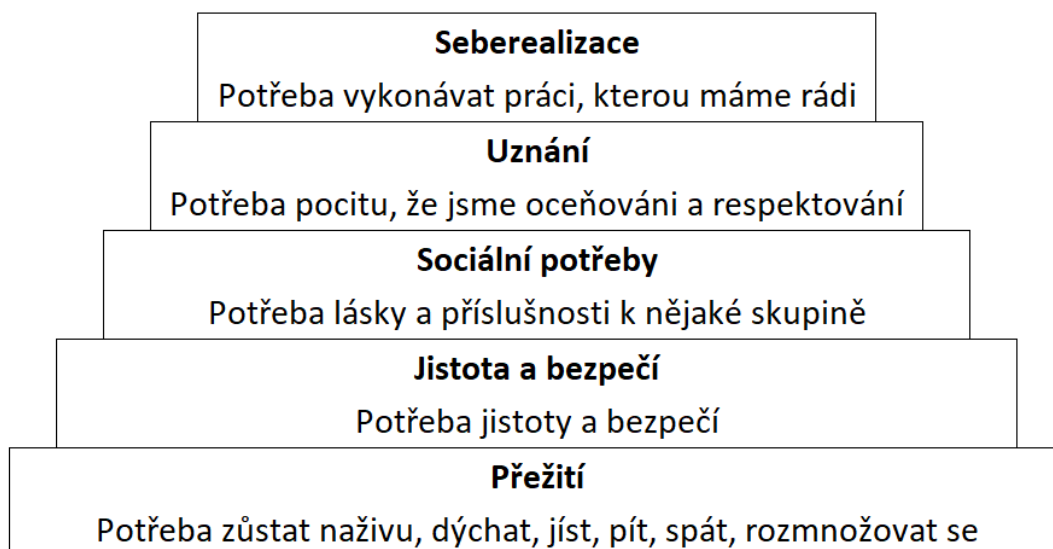 Seberealizace
Potřeba vykonávat práci, kterou máme rádi
Uznání
Potřeba pocitu, že jsme oceňováni a respektování
Sociální potřeby
Potřeba lásky a příslušnosti k nějaké skupině
Jistota a bezpečí
Potřeba jistoty a bezpečí
Přežití
Potřeba zůstat naživu, dýchat, jíst, pít, spát, rozmnožovat se